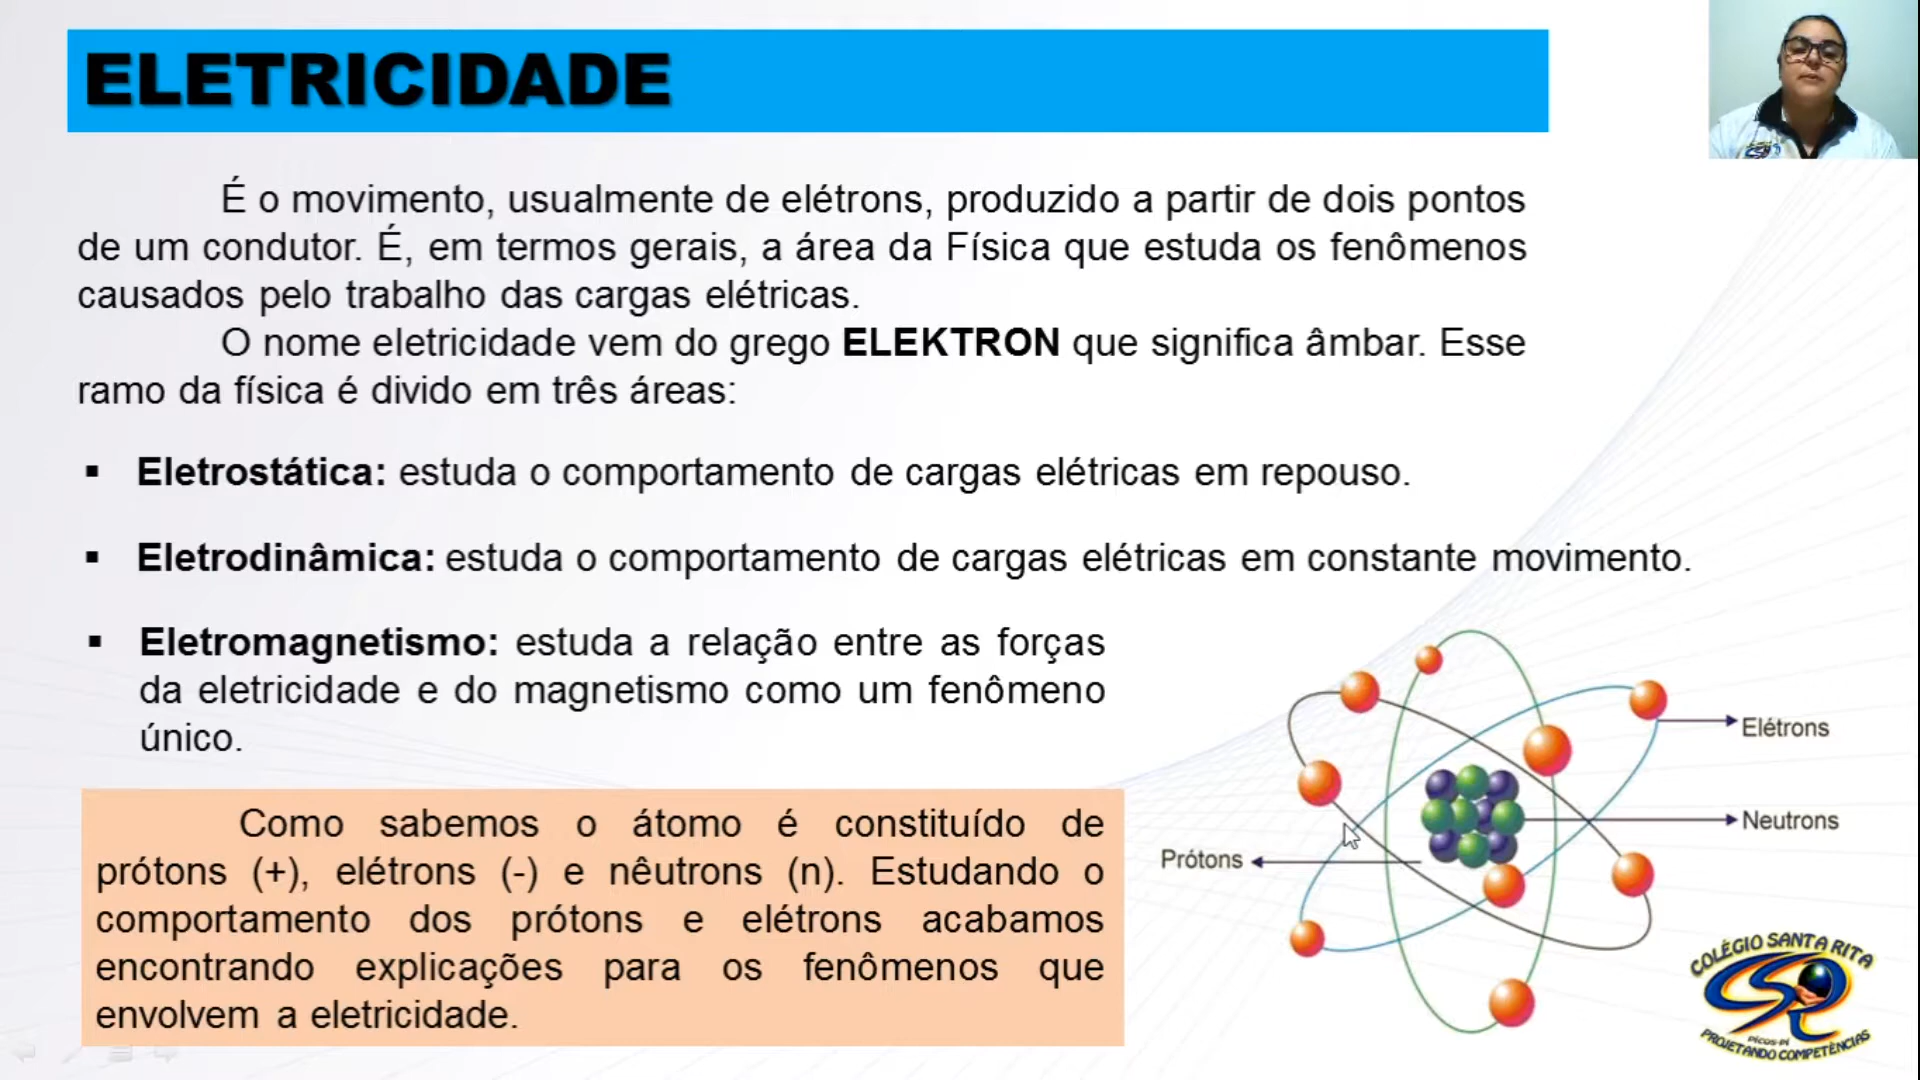 ELETRICIDADE
É o movimento, usualmente de elétrons, produzido a partir de dois pontos
de um condutor. É, em termos gerais, a área da Física que estuda os fenômenos
causados pelo trabalho das cargas elétricas.
O nome eletricidade vem do grego ELEKTRON que significa âmbar. Esse
ramo da física é divido em três áreas:
▪ Eletrostática: estuda o comportamento de cargas elétricas em repouso.
▪ Eletrodinâmica: estuda o comportamento de cargas elétricas em constante movimento.
▪ Eletromagnetismo: estuda a relação entre as forças
da eletricidade e do magnetismo como um fenômeno
único.
Como sabemos o átomo é constituído de
prótons (+), elétrons (-) e nêutrons (n). Estudando o
comportamento dos prótons e elétrons acabamos
encontrando explicações para os fenômenos que
envolvem a eletricidade.
Elétrons
Neutrons
Prótons
COLÉGIO SANTA RITA
PICOS-PI
PROJETANDO COMPETÊNCIAS